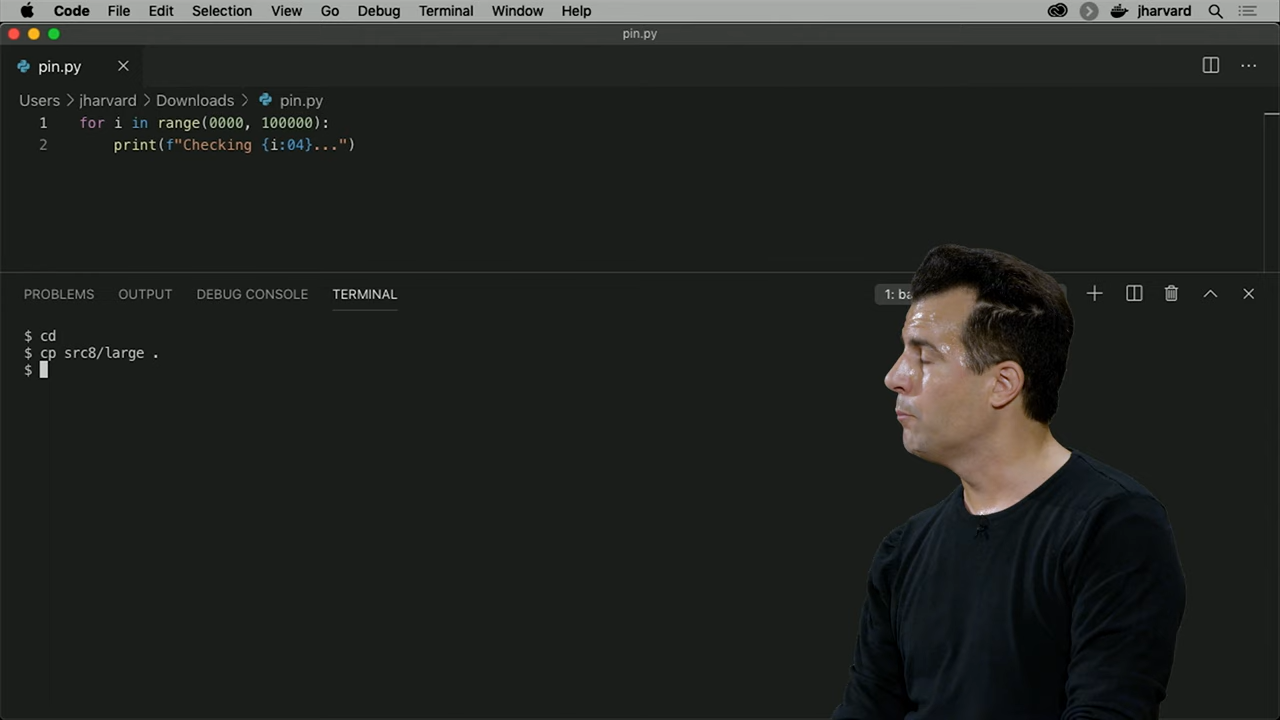 Code File Edit Selection View Go Debug Terminal Window Help jharvard
pin.py
pin.py
Users jharvard Downloads pin.py
1 for i in range(0000, 100000):
2 print(f"Checking {i:04}...")
PROBLEMS OUTPUT DEBUG CONSOLE TERMINAL 1:
$ cd
$ cp src8/large .
$